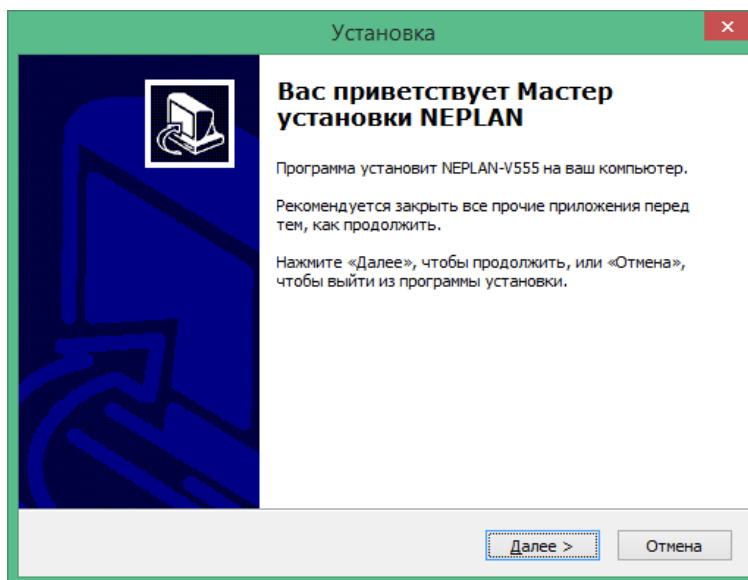 Установка
Вас приветствует Мастер
установки NEPLAN
Программа установит NEPLAN-V555 на ваш компьютер.
Рекомендуется закрыть все прочие приложения перед
тем, как продолжить.
Нажмите «Далее», чтобы продолжить, или «Отмена»,
чтобы выйти из программы установки.
Далее > Отмена